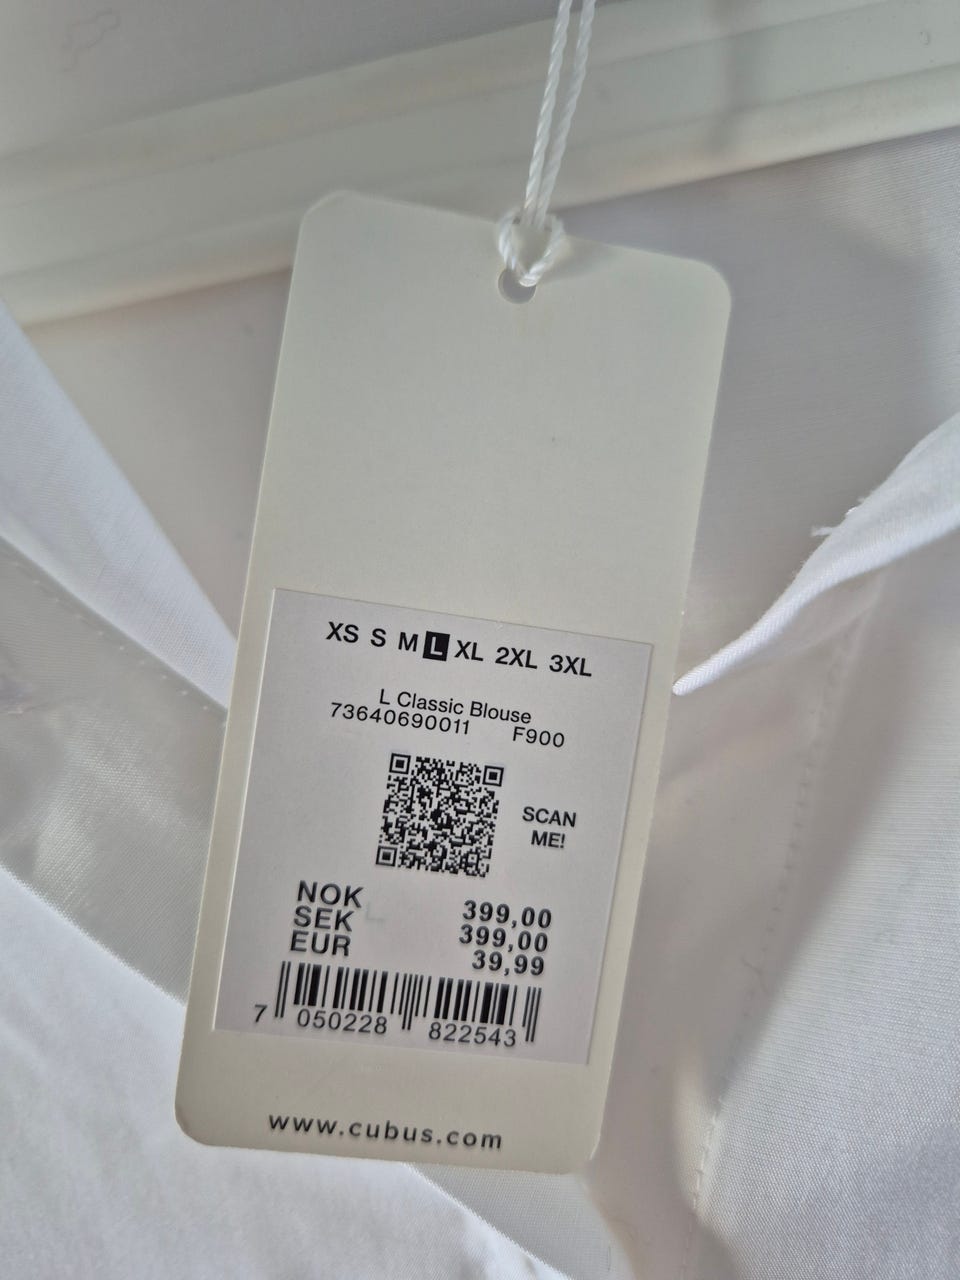 XS S M L XL 2XL 3XL
L Classic Blouse
73640690011 F900
SCAN
ME!
NOK 399,00
SEK 399,00
EUR 39,99
7 050228 822543
www.cubus.com